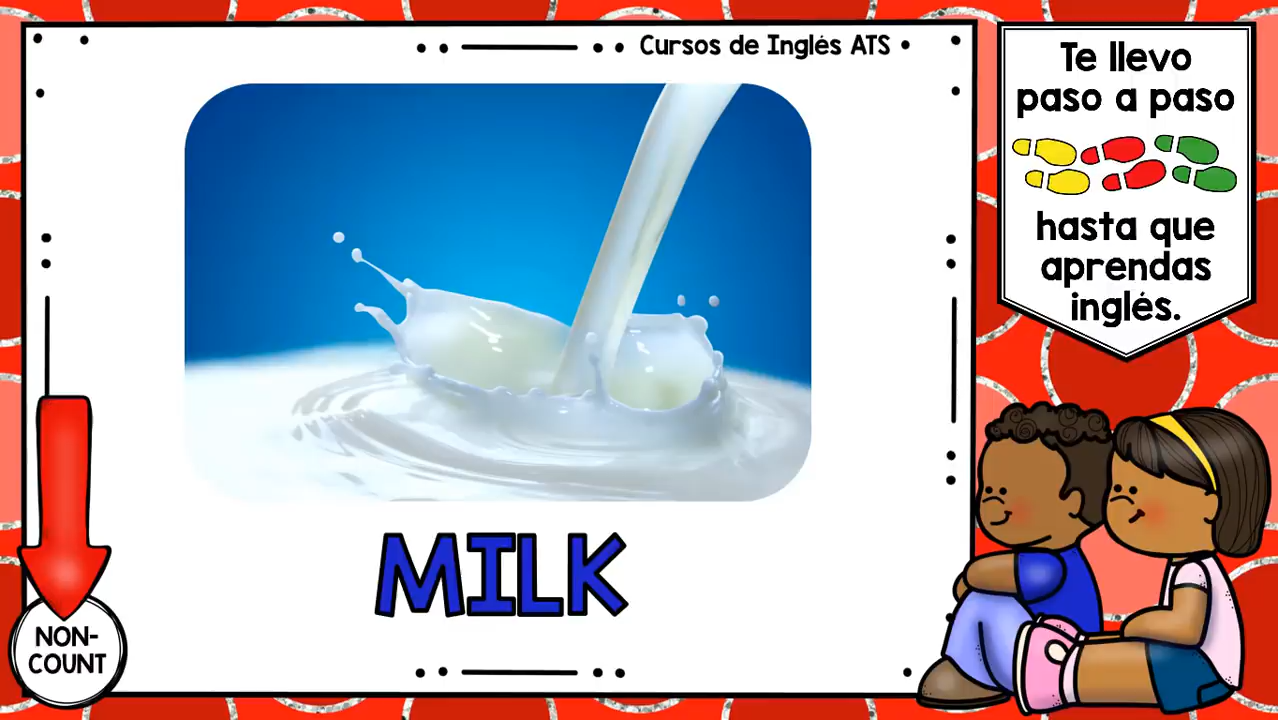 Cursos de Inglés ATS
MILK
NON-
COUNT
Te llevo
paso a paso
hasta que
aprendas
inglés.